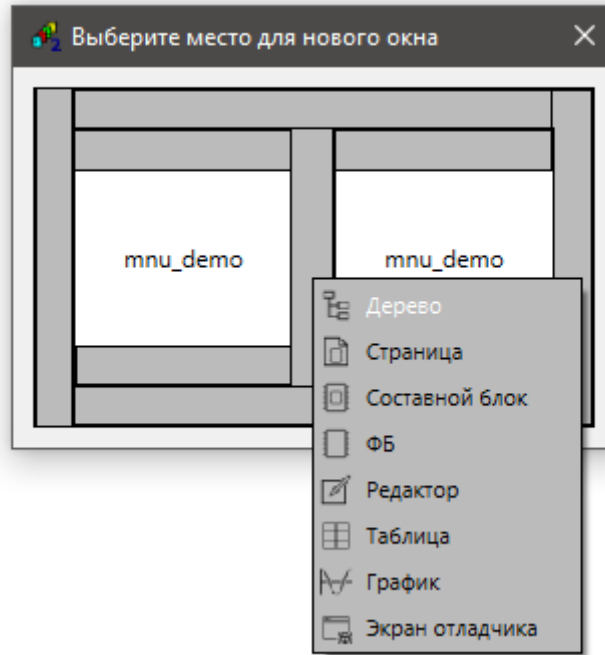 Выберите место для нового окна
mnu_demo
mnu_demo
Дерево
Страница
Составной блок
ФБ
Редактор
Таблица
График
Экран отладчика